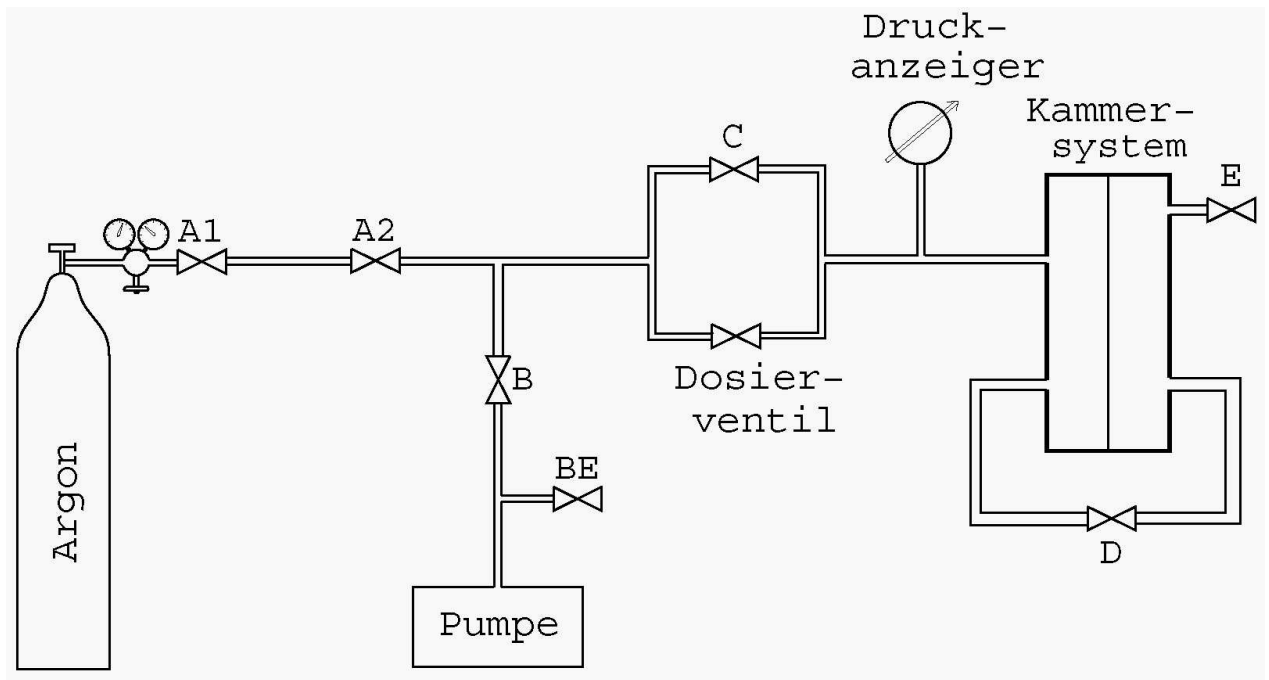 Druck-
anzeiger
Kammer-
system
C
E
A1
A2
B
Dosier-
ventil
BE
D
Argon
Pumpe